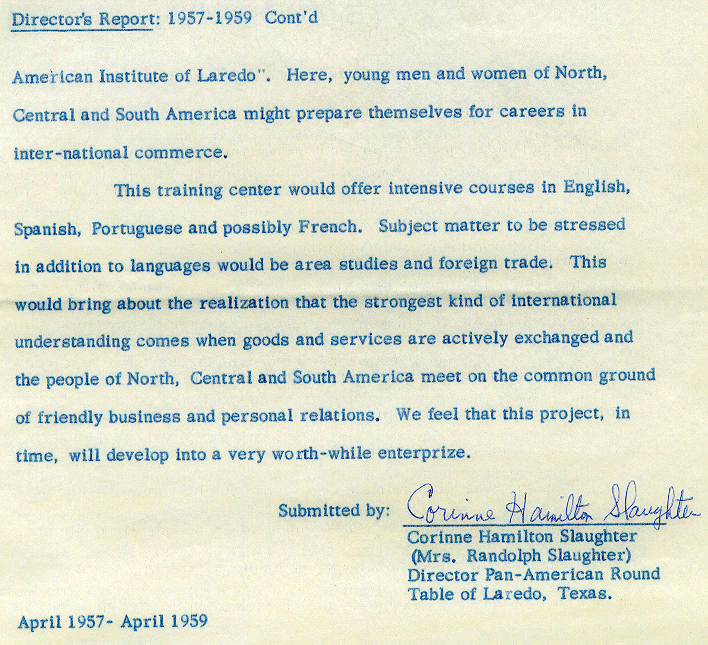 Director's Report: 1957-1959 Cont'd
American Institute of Laredo". Here, young men and women of North,
Central and South America might prepare themselves for careers in
inter-national commerce.
This training center would offer intensive courses in English,
Spanish, Portuguese and possibly French. Subject matter to be stressed
in addition to languages would be area studies and foreign trade. This
would bring about the realization that the strongest kind of international
understanding comes when goods and services are actively exchanged and
the people of North, Central and South America meet on the common ground
of friendly business and personal relations. We feel that this project, in
time, will develop into a very worth-while enterprize.
Submitted by: Corinne Hamilton Slaughter
Corinne Hamilton Slaughter
(Mrs. Randolph Slaughter)
Director Pan-American Round
Table of Laredo, Texas.
April 1957- April 1959